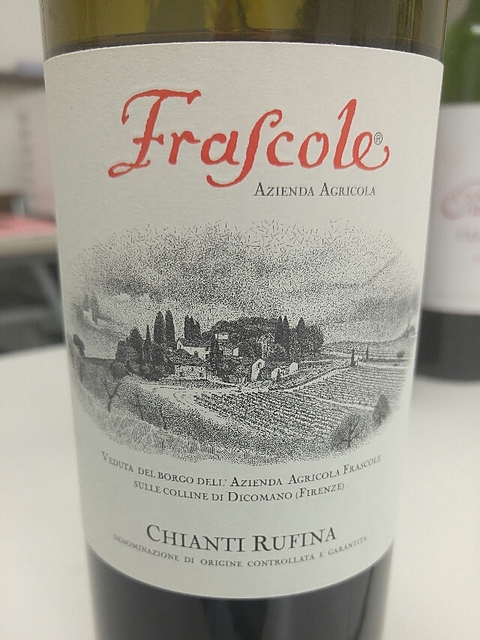 Frascole®
AZIENDA AGRICOLA
VEDUTA DEL BORGO DELL' AZIENDA AGRICOLA FRASCOLE
SULLE COLLINE DI DICOMANO (FIRENZE)
CHIANTI RUFINA
DENOMINAZIONE DI ORIGINE CONTROLLATA E GARANTITA